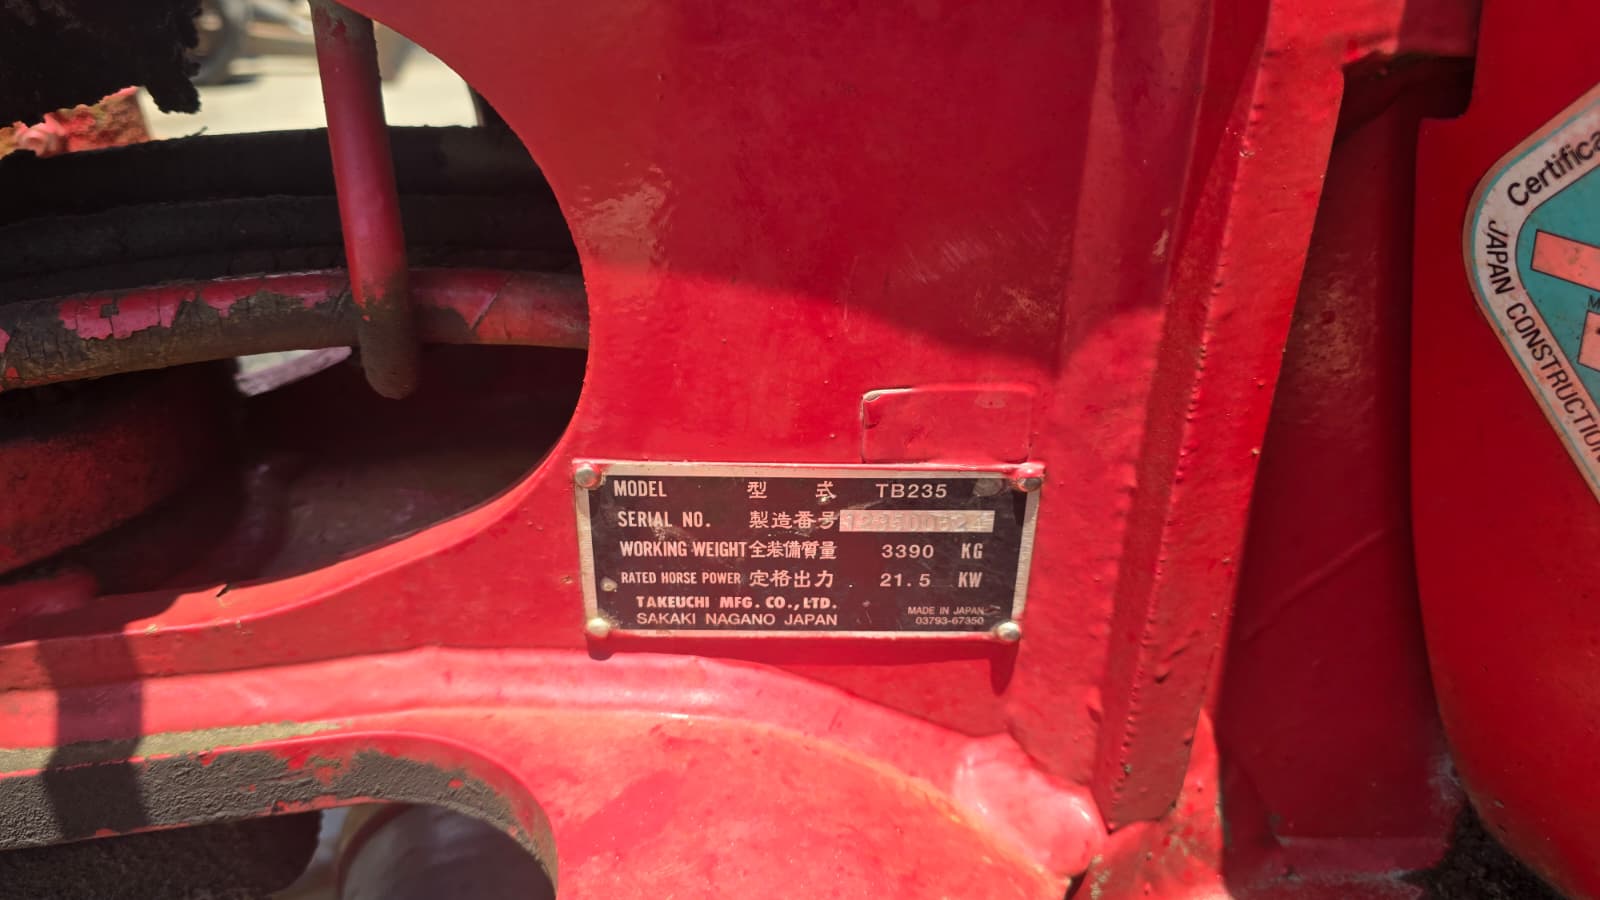 MODEL 型 式 TB235
SERIAL NO. 製造番号
WORKING WEIGHT 全装備質量 3390 KG
RATED HORSE POWER 定格出力 21.5 KW
TAKEUCHI MFG. CO., LTD.
SAKAKI NAGANO JAPAN
MADE IN JAPAN
03793-67350
JAPAN CONSTRUCTION